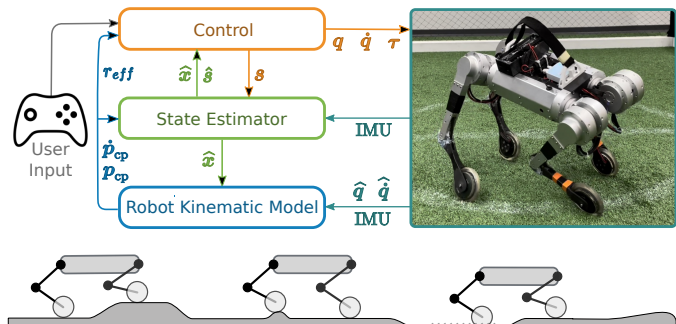 Control
q q̇ τ
r_eff
x̂ ŝ
s
State Estimator
User
Input
IMU
ṗ_cp
p_cp
x̂
Robot Kinematic Model
q̂ q̇̂
IMU